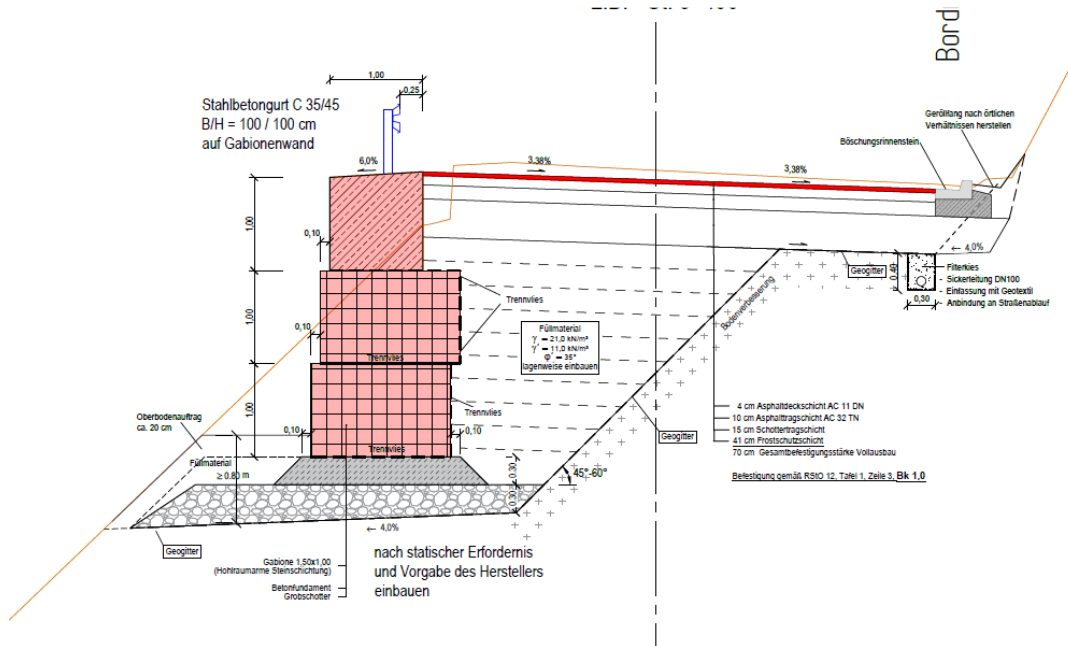 Bord
1,00
0,25
Stahlbetongurt C 35/45
B/H = 100 / 100 cm
auf Gabionenwand
Geröllfang nach örtlichen
Verhältnissen herstellen
Böschungsrinnenstein
6,0%
3,38%
3,38%
1,00
0,10
← 4,0%
Geogitter
0,40
Filterkies
- Sickerleitung DN100
- Einfassung mit Geotextil
- Anbindung an Straßenablauf
0,30
Trennvlies
Bodenverbesserung
1,00
0,10
Füllmaterial
γ = 21,0 kN/m³
γ' = 11,0 kN/m³
φ' = 35°
lagenweise einbauen
Trennvlies
Trennvlies
Oberbodenauftrag
ca. 20 cm
1,00
0,10
0,10
Trennvlies
Geogitter
4 cm Asphaltdeckschicht AC 11 DN
10 cm Asphalttragschicht AC 32 TN
15 cm Schottertragschicht
41 cm Frostschutzschicht
70 cm Gesamtbefestigungsstärke Vollausbau
Befestigung gemäß RStO 12, Tafel 1, Zeile 3, Bk 1,0
Füllmaterial
≥ 0.80 m
0.30
0.30
45°-60°
← 4,0%
Geogitter
Gabione 1,50x1,00
(Hohlraumarme Steinschichtung)
Betonfundament
Grobschotter
nach statischer Erfordernis
und Vorgabe des Herstellers
einbauen